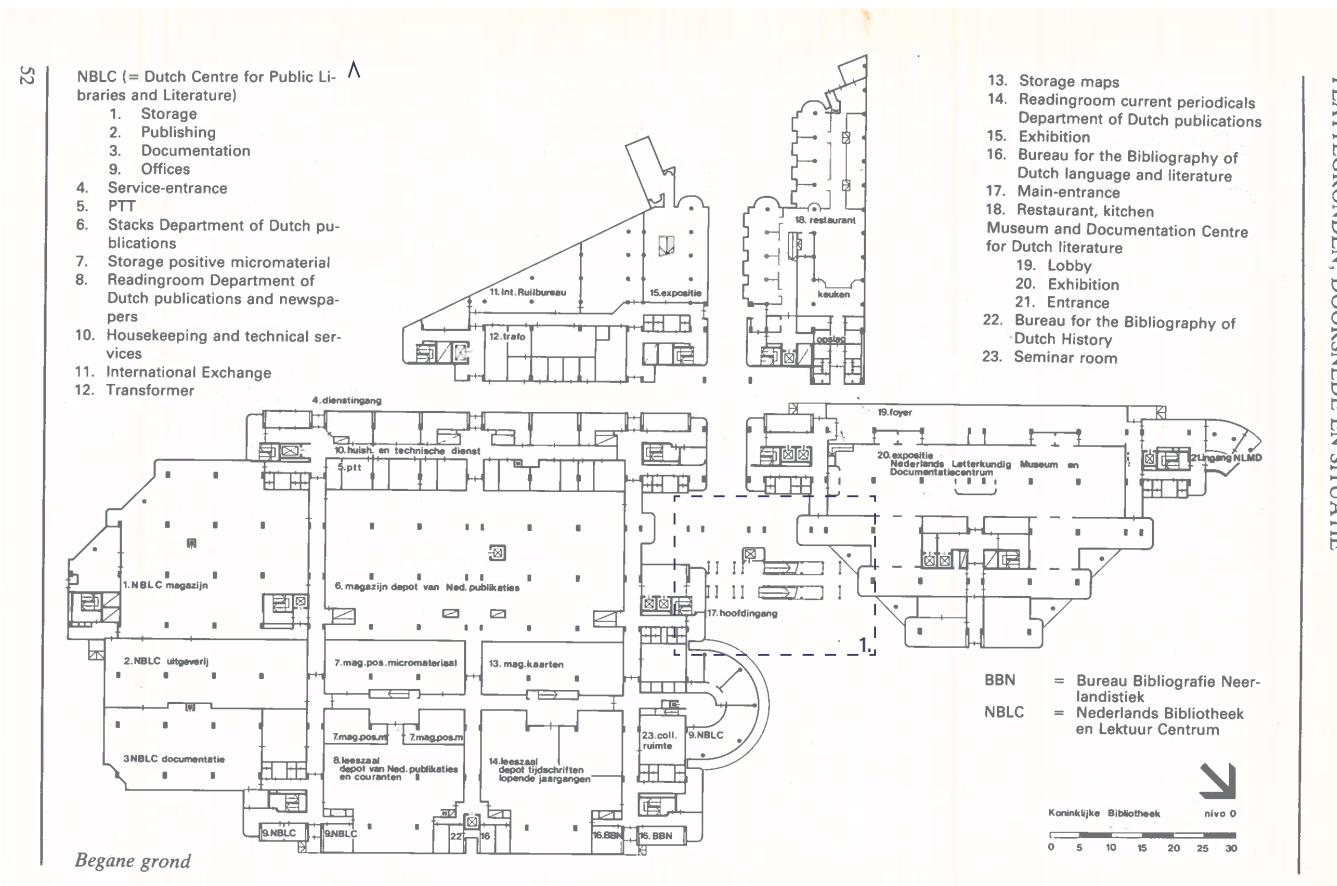 52
NBLC (= Dutch Centre for Public Li-
braries and Literature)
1. Storage
2. Publishing
3. Documentation
9. Offices
4. Service-entrance
5. PTT
6. Stacks Department of Dutch pu-
blications
7. Storage positive micromaterial
8. Readingroom Department of
Dutch publications and newspa-
pers
10. Housekeeping and technical ser-
vices
11. International Exchange
12. Transformer
13. Storage maps
14. Readingroom current periodicals
Department of Dutch publications
15. Exhibition
16. Bureau for the Bibliography of
Dutch language and literature
17. Main-entrance
18. Restaurant, kitchen
Museum and Documentation Centre
for Dutch literature
19. Lobby
20. Exhibition
21. Entrance
22. Bureau for the Bibliography of
Dutch History
23. Seminar room
18. restaurant
11.Int.Ruilbureau
15.expositie
keuken
12.trafo
opslag
4.dienstingang
19.foyer
10.huish. en technische dienst
5.ptt
20.expositie
Nederlands Letterkundig Museum en
Documentatiecentrum
21.ingang NLMD
1.NBLC magazijn
6.magazijn depot van Ned.publikaties
17.hoofdingang
1.
2.NBLC uitgeverij
7.mag.pos.micromateriaal
13. mag.kaarten
7.mag.pos.m
7.mag.pos.m
23.coll.
ruimte
9.NBLC
3NBLC documentatie
8.leeszaal
depot van Ned.publikaties
en couranten
14.leeszaal
depot tijdschriften
lopende jaargangen
9.NBLC
9.NBLC
22
16
16.BBN
16. BBN
BBN = Bureau Bibliografie Neer-
landistiek
NBLC = Nederlands Bibliotheek
en Lektuur Centrum
Koninklijke Bibliotheek nivo 0
0 5 10 15 20 25 30
Begane grond